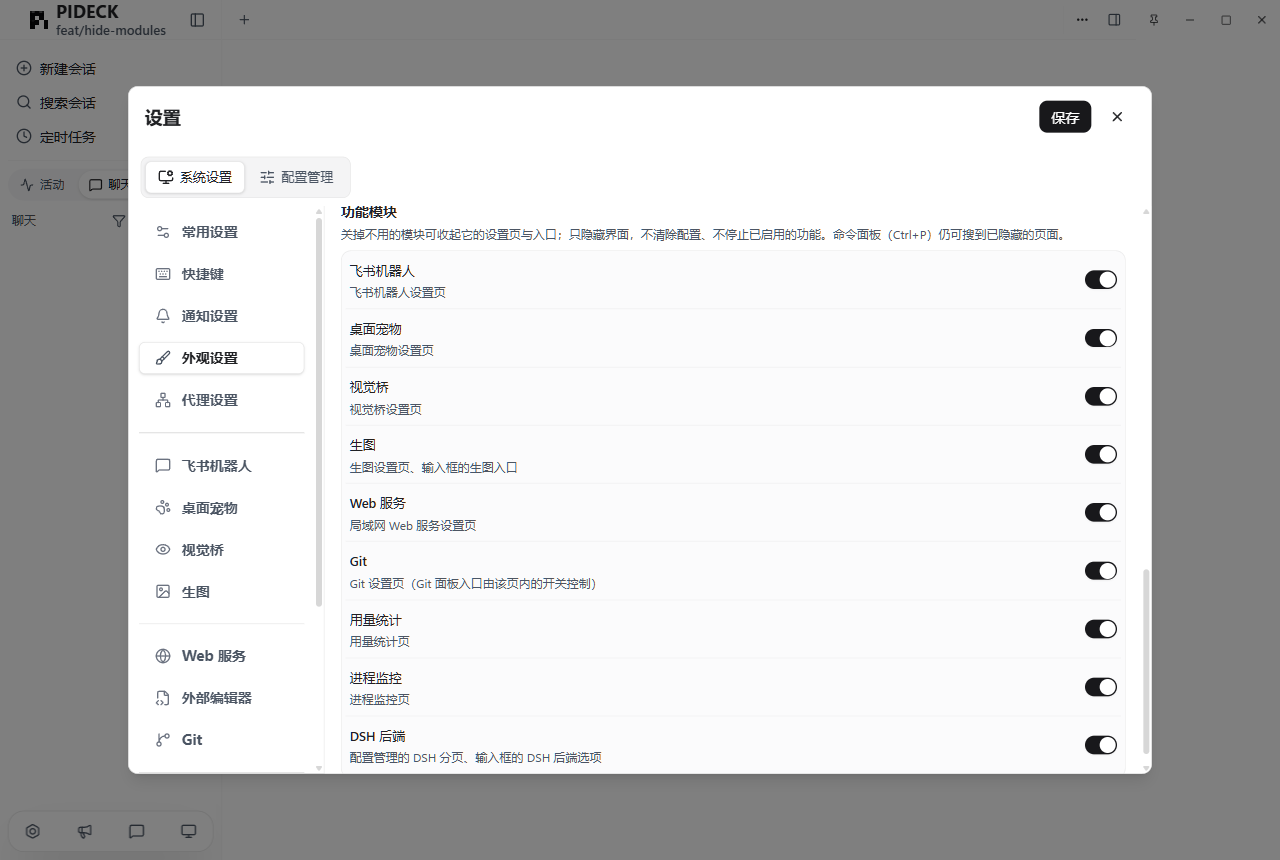 PIDECK
feat/hide-modules
新建会话
搜索会话
定时任务
活动
聊天
聊天
设置
保存
系统设置
配置管理
常用设置
快捷键
通知设置
外观设置
代理设置
飞书机器人
桌面宠物
视觉桥
生图
Web 服务
外部编辑器
Git
功能模块
关掉不用的模块可收起它的设置页与入口；只隐藏界面，不清除配置、不停止已启用的功能。命令面板（Ctrl+P）仍可搜到已隐藏的页面。
飞书机器人
飞书机器人设置页
桌面宠物
桌面宠物设置页
视觉桥
视觉桥设置页
生图
生图设置页、输入框的生图入口
Web 服务
局域网 Web 服务设置页
Git
Git 设置页（Git 面板入口由该页内的开关控制）
用量统计
用量统计页
进程监控
进程监控页
DSH 后端
配置管理的 DSH 分页、输入框的 DSH 后端选项